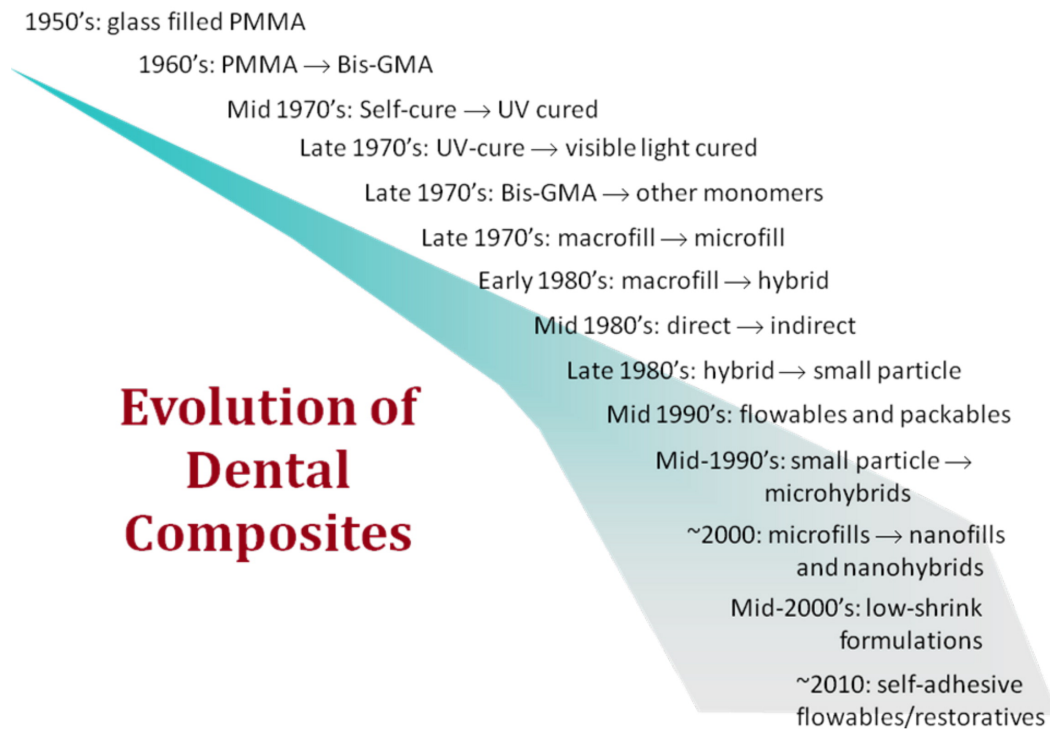 1950's: glass filled PMMA
1960's: PMMA → Bis-GMA
Mid 1970's: Self-cure → UV cured
Late 1970's: UV-cure → visible light cured
Late 1970's: Bis-GMA → other monomers
Late 1970's: macrofill → microfill
Early 1980's: macrofill → hybrid
Mid 1980's: direct → indirect
Late 1980's: hybrid → small particle
Mid 1990's: flowables and packables
Mid-1990's: small particle →
microhybrids
~2000: microfills → nanofills
and nanohybrids
Mid-2000's: low-shrink
formulations
~2010: self-adhesive
flowables/restoratives
Evolution of
Dental
Composites